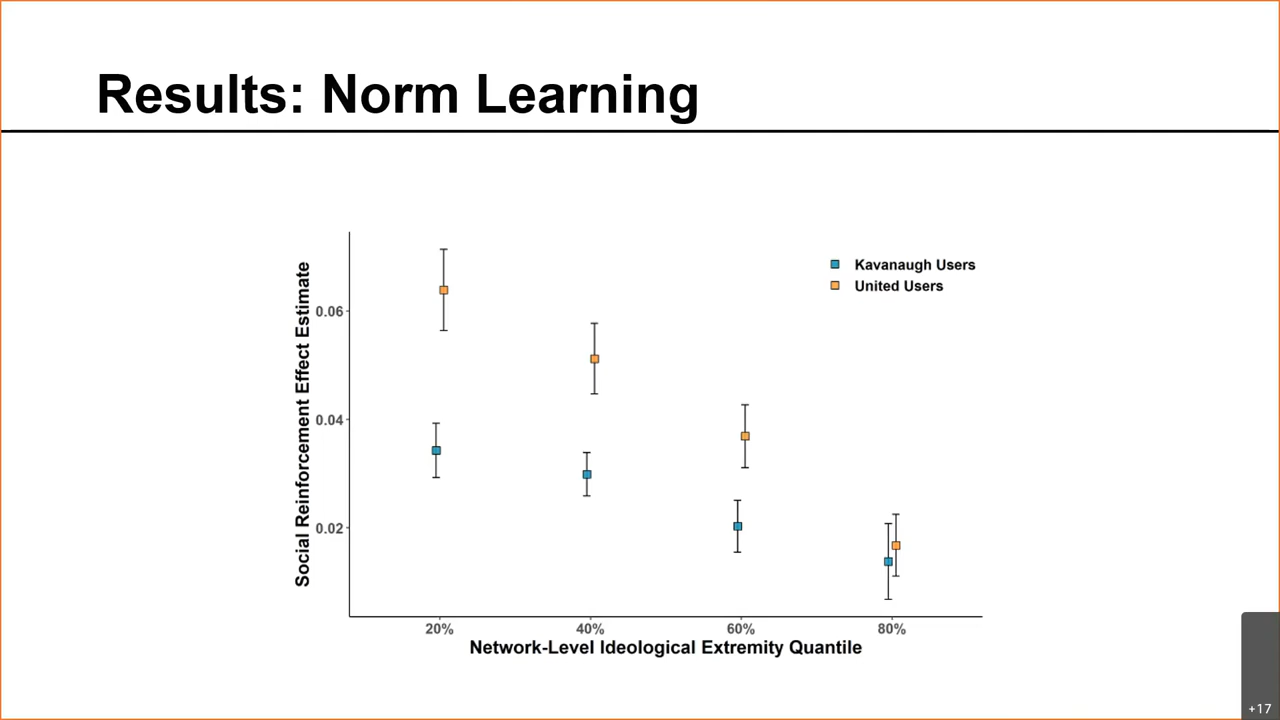 Results: Norm Learning
Kavanaugh Users
United Users
Social Reinforcement Effect Estimate
0.06
0.04
0.02
20% 40% 60% 80%
Network-Level Ideological Extremity Quantile
+17